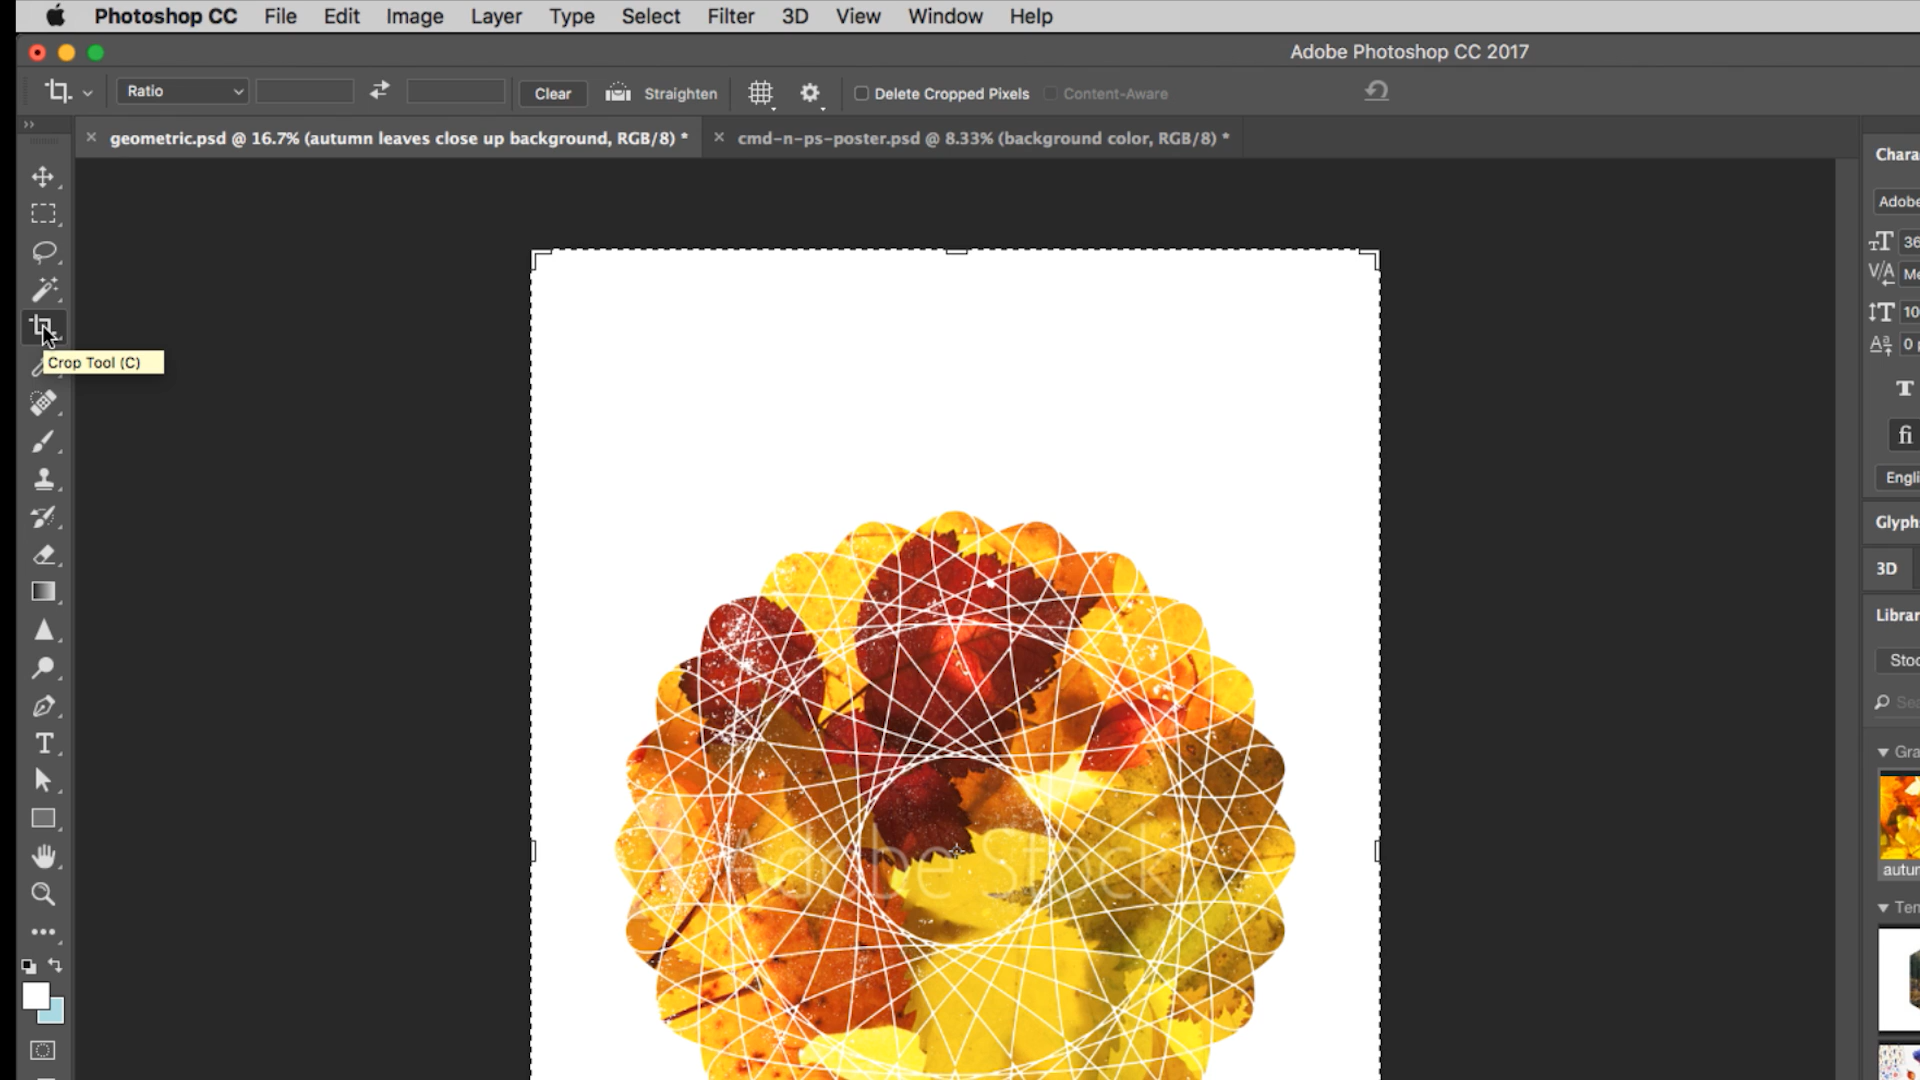 Photoshop CC File Edit Image Layer Type Select Filter 3D View Window Help
Adobe Photoshop CC 2017
Ratio Clear Straighten Delete Cropped Pixels Content-Aware
geometric.psd @ 16.7% (autumn leaves close up background, RGB/8) * cmd-n-ps-poster.psd @ 8.33% (background color, RGB/8) *
Chara
Adobe
36
Me
10
0 p
Crop Tool (C)
T
fi
Engli
Glyph
3D
Librar
Stoc
Sea
Gra
autun
Ten
Adobe Stock